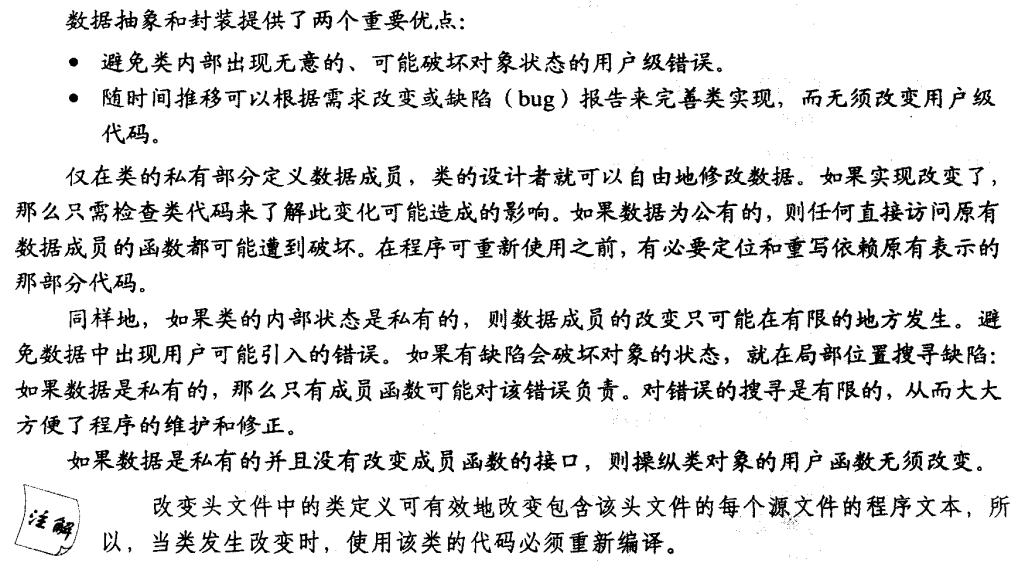 数据抽象和封装提供了两个重要优点：
• 避免类内部出现无意的、可能破坏对象状态的用户级错误。
• 随时间推移可以根据需求改变或缺陷（bug）报告来完善类实现，而无须改变用户级
代码。
仅在类的私有部分定义数据成员，类的设计者就可以自由地修改数据。如果实现改变了，
那么只需检查类代码来了解此变化可能造成的影响。如果数据为公有的，则任何直接访问原有
数据成员的函数都可能遭到破坏。在程序可重新使用之前，有必要定位和重写依赖原有表示的
那部分代码。
同样地，如果类的内部状态是私有的，则数据成员的改变只可能在有限的地方发生。避
免数据中出现用户可能引入的错误。如果有缺陷会破坏对象的状态，就在局部位置搜寻缺陷：
如果数据是私有的，那么只有成员函数可能对该错误负责。对错误的搜寻是有限的，从而大大
方便了程序的维护和修正。
如果数据是私有的并且没有改变成员函数的接口，则操纵类对象的用户函数无须改变。
注解
改变头文件中的类定义可有效地改变包含该头文件的每个源文件的程序文本，所
以，当类发生改变时，使用该类的代码必须重新编译。